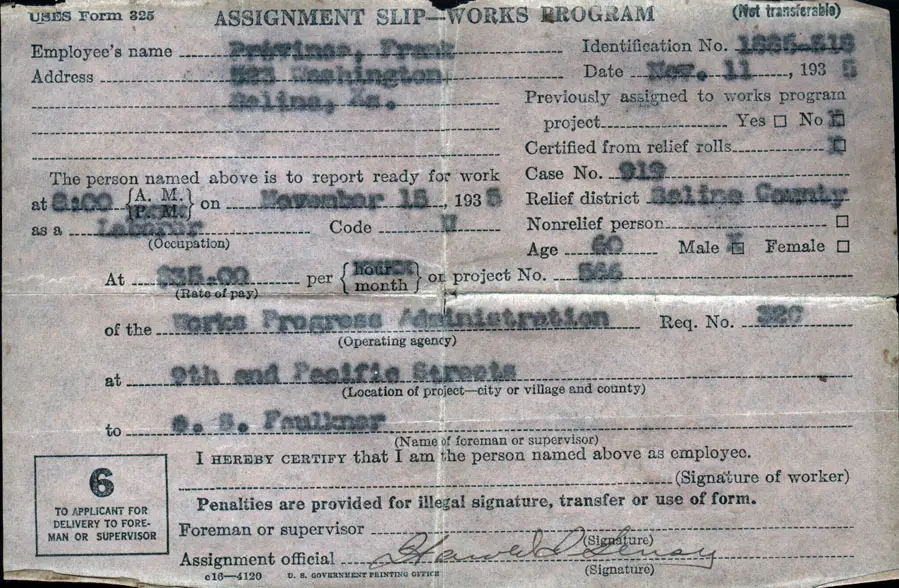 USES Form 325
ASSIGNMENT SLIP—WORKS PROGRAM
(Not transferable)
Employee's name Province, Frank
Identification No. 1885-518
Address 523 Washington,
Date Nov. 11, 1935
Salina, Ks.
Previously assigned to works program
project Yes ☐ No ☒
Certified from relief rolls ☒
The person named above is to report ready for work
Case No. 919
at 8:00 {A. M. P. M.} on November 15, 1935
Relief district Saline County
as a Laborer Code U
(Occupation)
Nonrelief person ☐
Age 60 Male ☒ Female ☐
At $35.00 per {hour month} on project No. 566
(Rate of pay)
of the Works Progress Administration Req. No. 320
(Operating agency)
at 9th and Pacific Streets
(Location of project—city or village and county)
to S. Faulkner
(Name of foreman or supervisor)
I HEREBY CERTIFY that I am the person named above as employee.
(Signature of worker)
Penalties are provided for illegal signature, transfer or use of form.
6
TO APPLICANT FOR
DELIVERY TO FORE-
MAN OR SUPERVISOR
Foreman or supervisor
(Signature)
Assignment official
(Signature)
c16—4120 U. S. GOVERNMENT PRINTING OFFICE